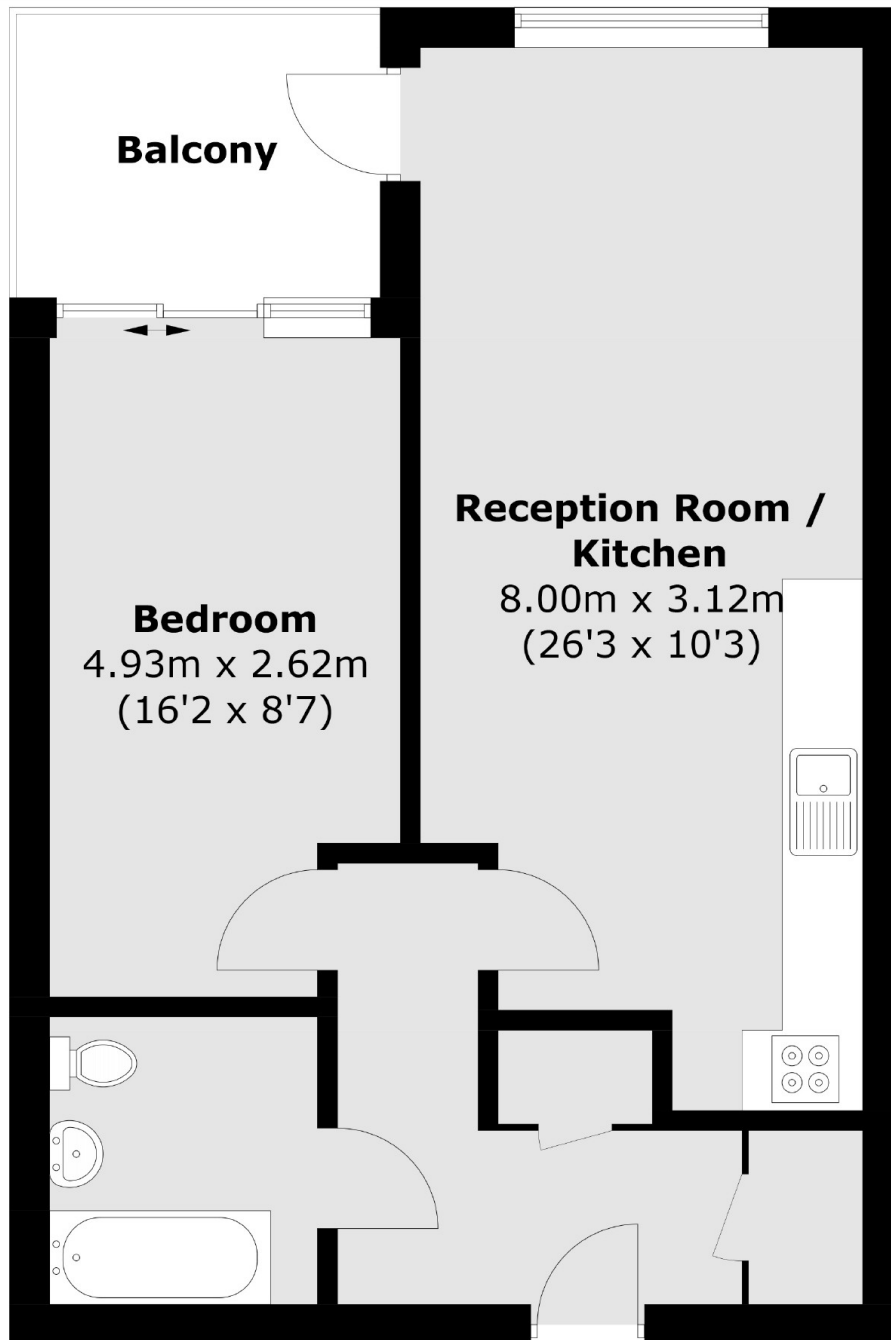 Balcony
Reception Room /
Kitchen
8.00m x 3.12m
(26'3 x 10'3)
Bedroom
4.93m x 2.62m
(16'2 x 8'7)